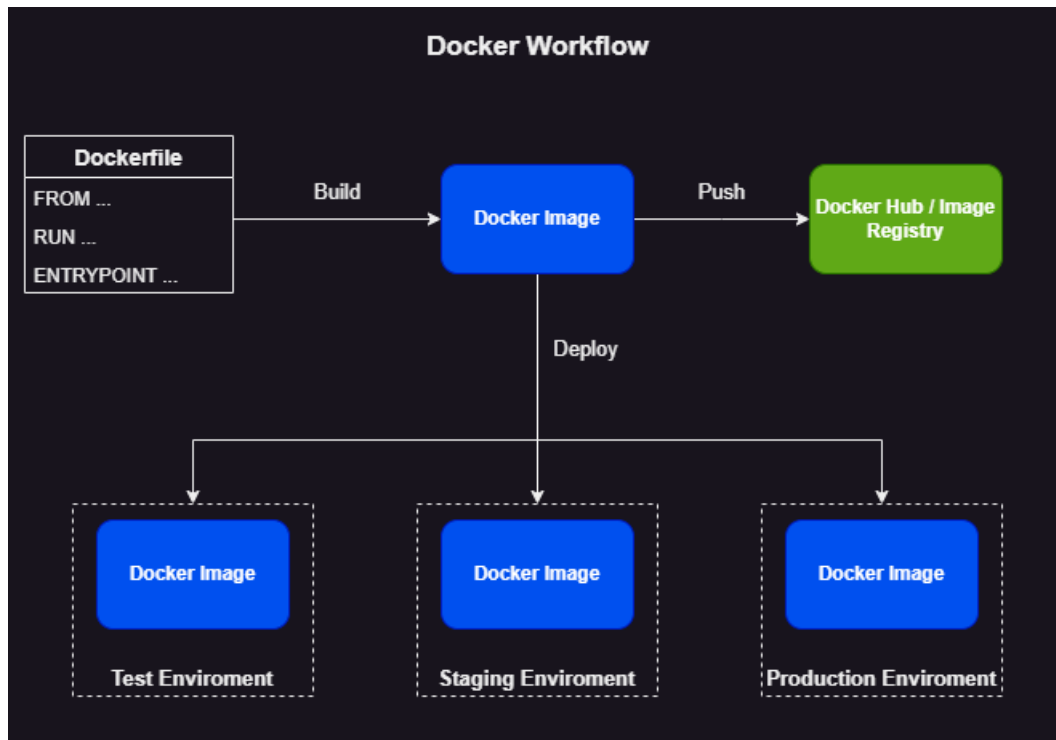 Docker Workflow
Dockerfile
FROM ...
RUN ...
ENTRYPOINT ...
Build
Docker Image
Push
Docker Hub / Image
Registry
Deploy
Docker Image
Docker Image
Docker Image
Test Enviroment
Staging Enviroment
Production Enviroment